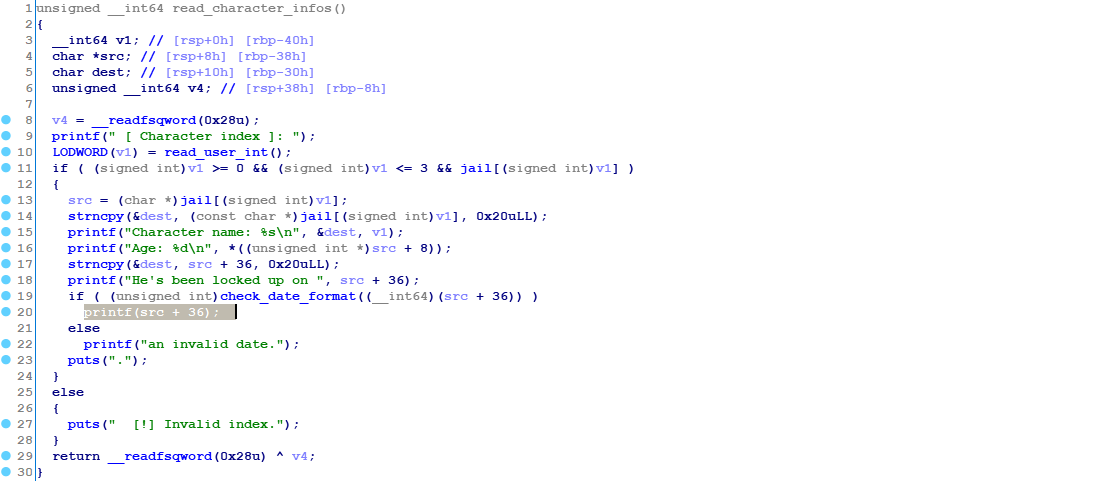 1 unsigned __int64 read_character_infos()
2 {
3 __int64 v1; // [rsp+0h] [rbp-40h]
4 char *src; // [rsp+8h] [rbp-38h]
5 char dest; // [rsp+10h] [rbp-30h]
6 unsigned __int64 v4; // [rsp+38h] [rbp-8h]
7
8 v4 = __readfsqword(0x28u);
9 printf(" [ Character index ]: ");
10 LODWORD(v1) = read_user_int();
11 if ( (signed int)v1 >= 0 && (signed int)v1 <= 3 && jail[(signed int)v1] )
12 {
13 src = (char *)jail[(signed int)v1];
14 strncpy(&dest, (const char *)jail[(signed int)v1], 0x20uLL);
15 printf("Character name: %s\n", &dest, v1);
16 printf("Age: %d\n", *((unsigned int *)src + 8));
17 strncpy(&dest, src + 36, 0x20uLL);
18 printf("He's been locked up on ", src + 36);
19 if ( (unsigned int)check_date_format((__int64)(src + 36)) )
20 printf(src + 36);
21 else
22 printf("an invalid date.");
23 puts(".");
24 }
25 else
26 {
27 puts("  [!] Invalid index.");
28 }
29 return __readfsqword(0x28u) ^ v4;
30 }